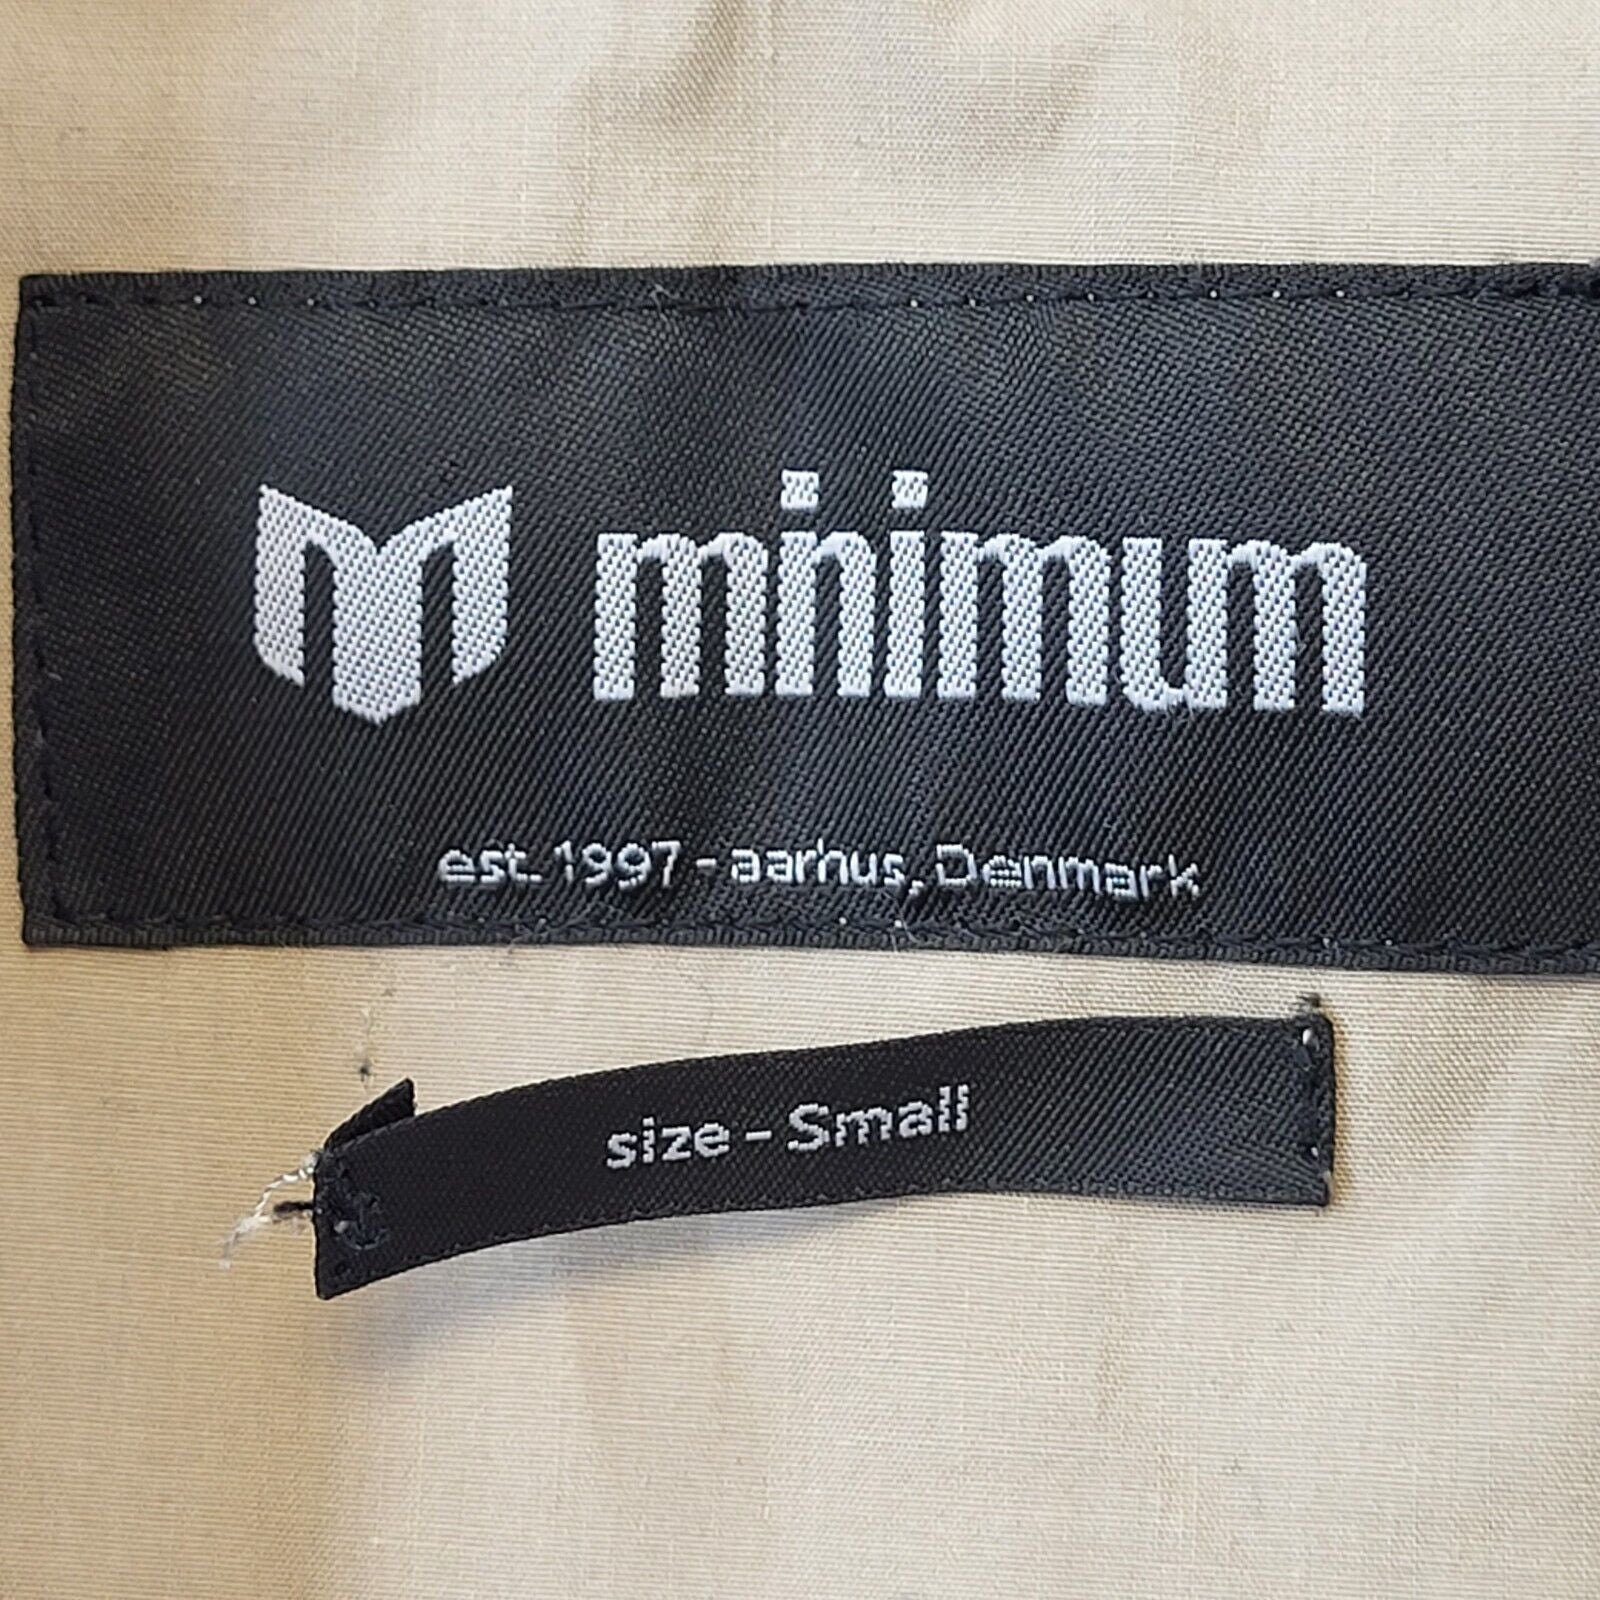 minimum
est. 1997 - aarhus, Denmark
size - Small